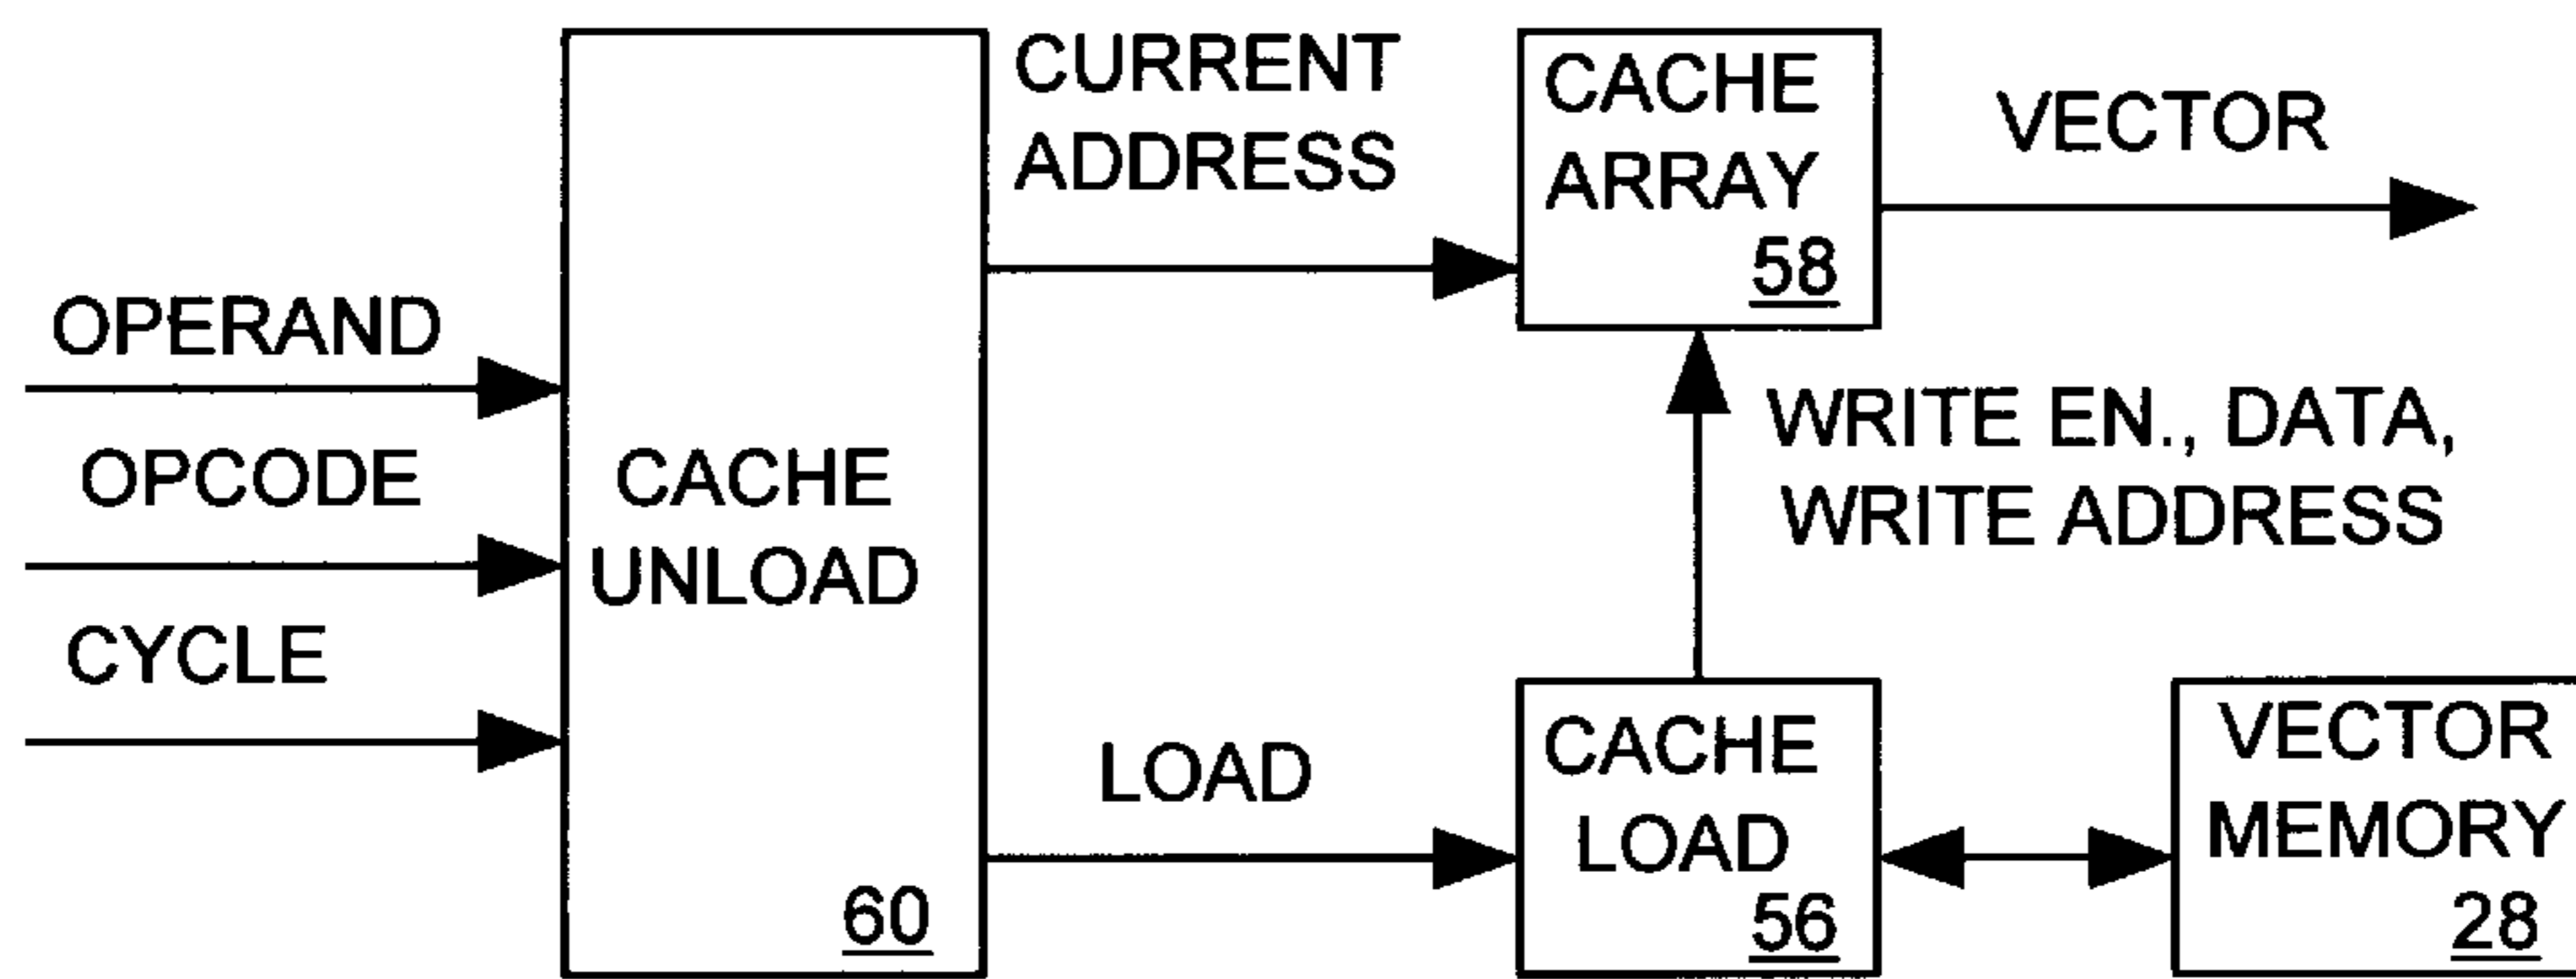 OPERAND
OPCODE
CYCLE
CACHE
UNLOAD
60
CURRENT
ADDRESS
LOAD
CACHE
ARRAY
58
VECTOR
WRITE EN., DATA,
WRITE ADDRESS
CACHE
LOAD
56
VECTOR
MEMORY
28